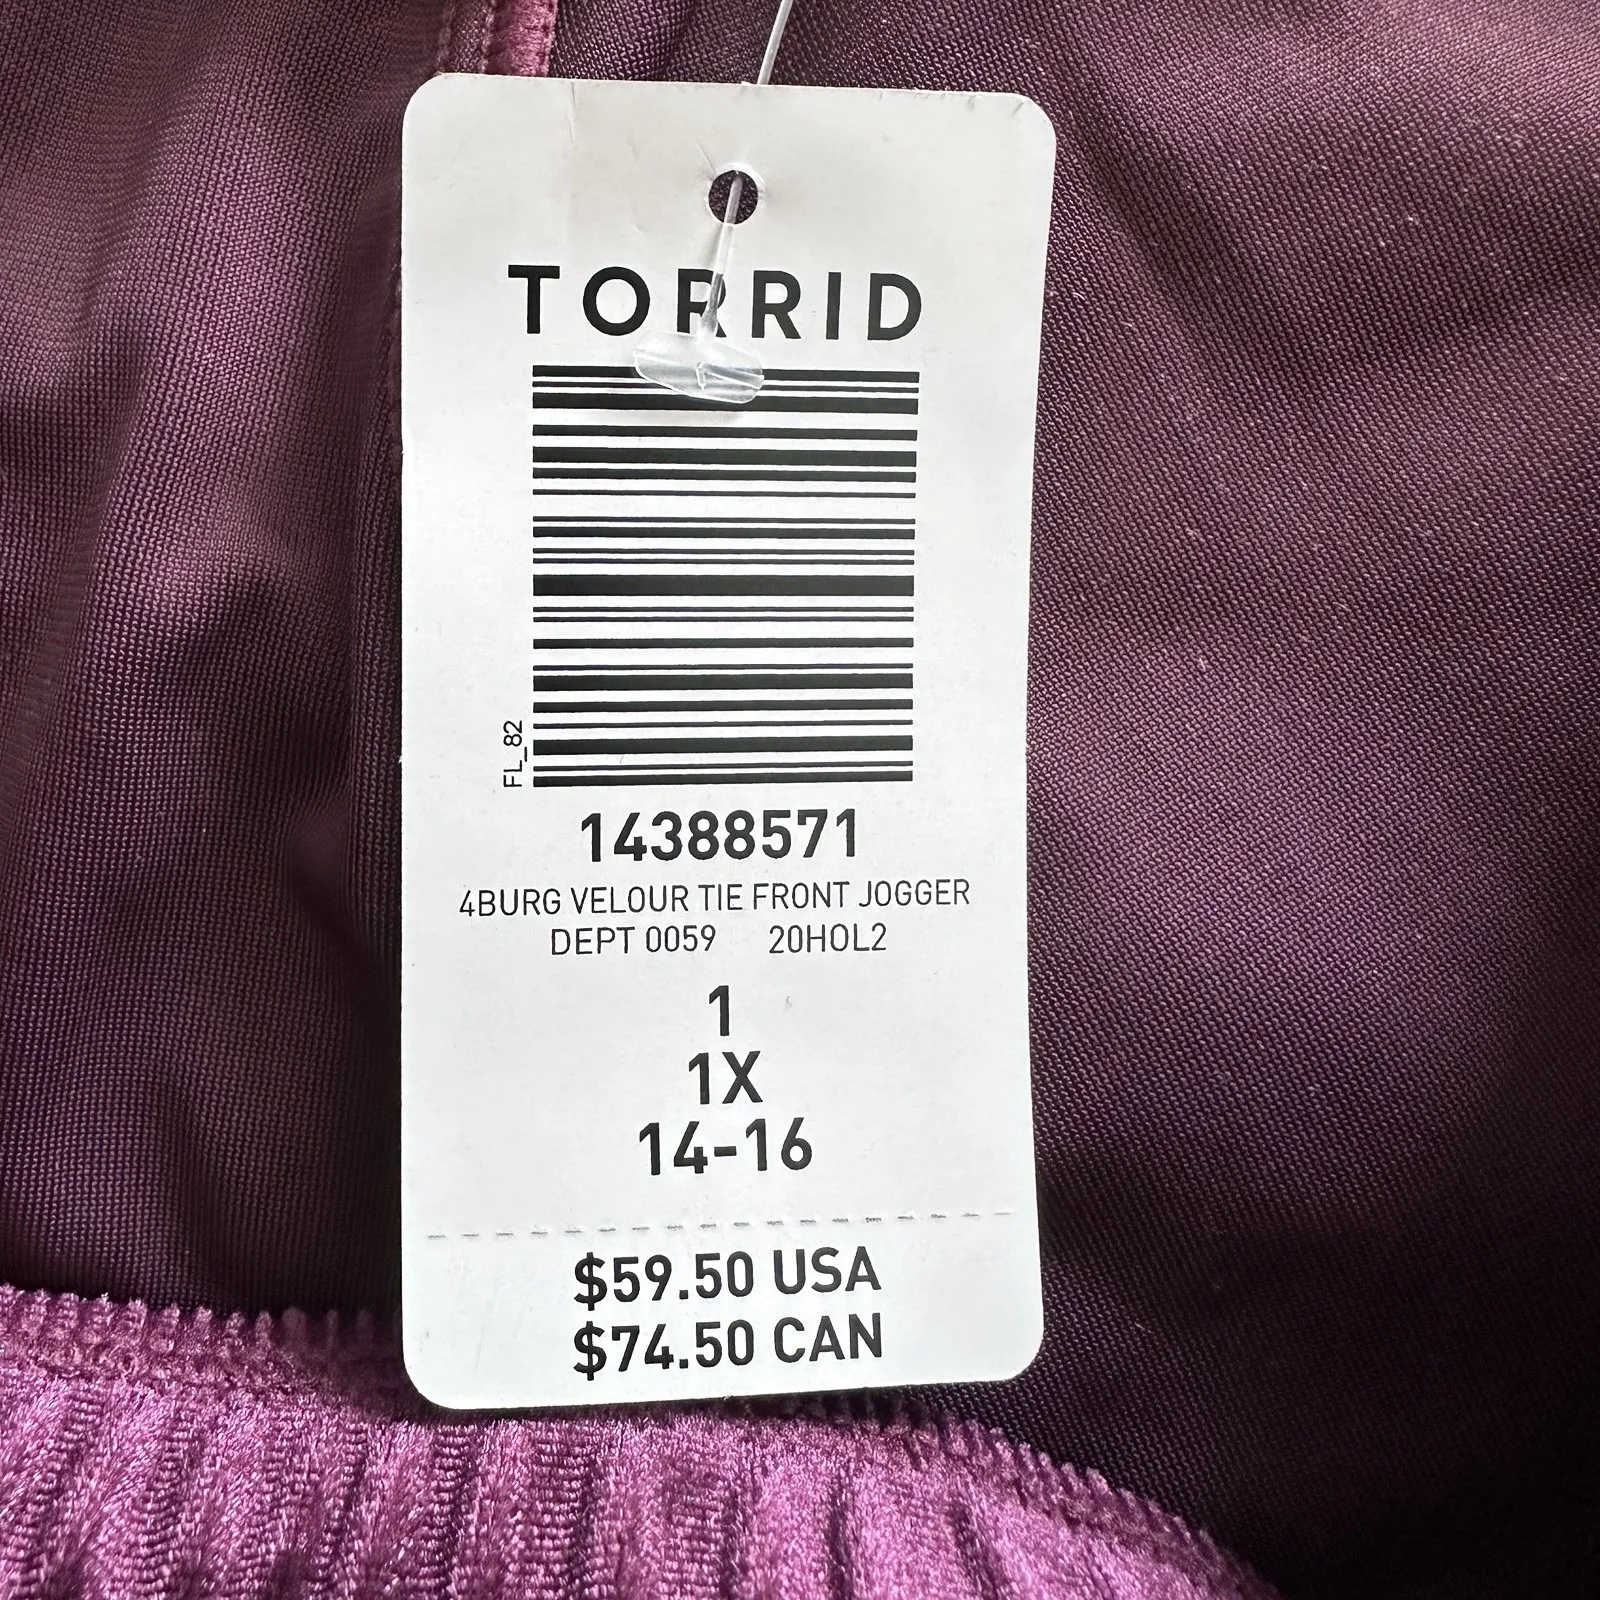 TORRID
FL_82
14388571
4BURG VELOUR TIE FRONT JOGGER
DEPT 0059 20HOL2
1
1X
14-16
$59.50 USA
$74.50 CAN